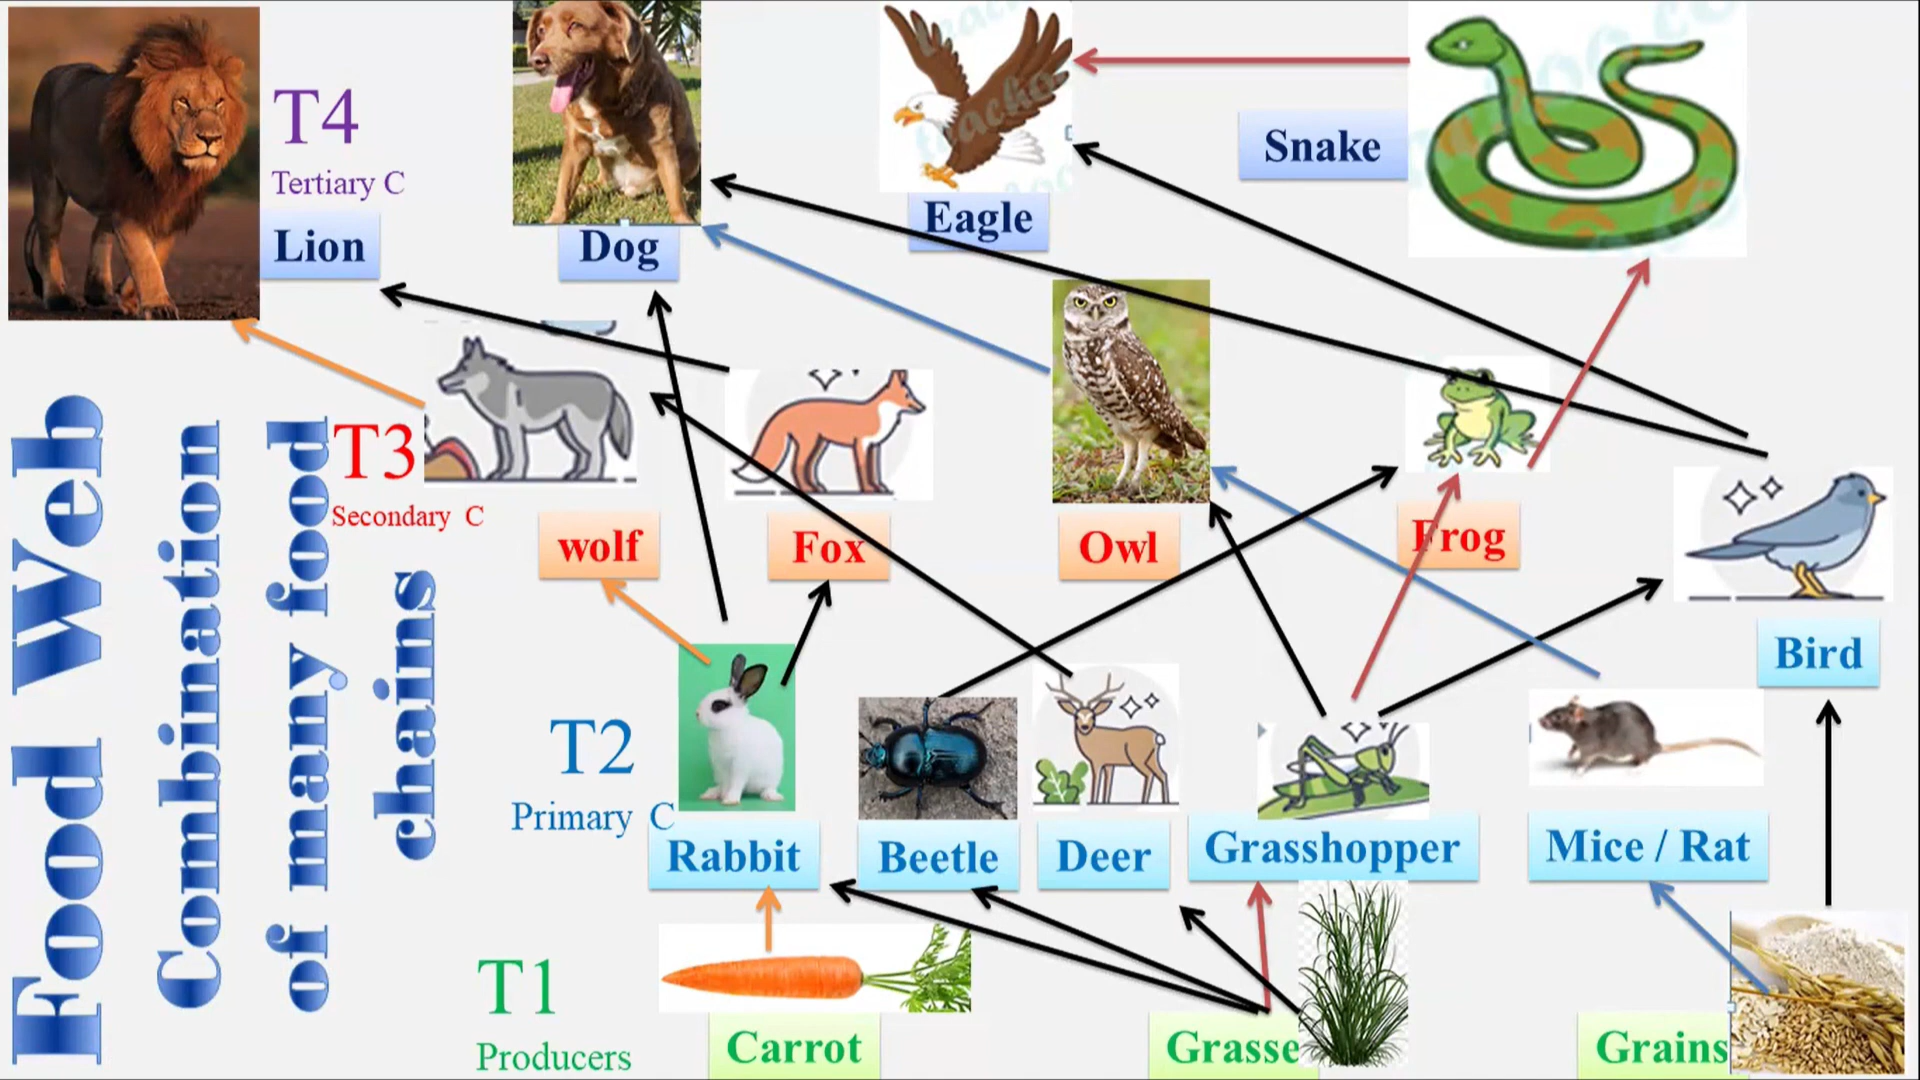 Food Web
Combination
of many food
chains
T4
Tertiary C
Lion
Dog
Eagle
Snake
T3
Secondary C
wolf
Fox
Owl
Frog
Bird
T2
Primary C
Rabbit
Beetle
Deer
Grasshopper
Mice / Rat
T1
Producers
Carrot
Grasse
Grains